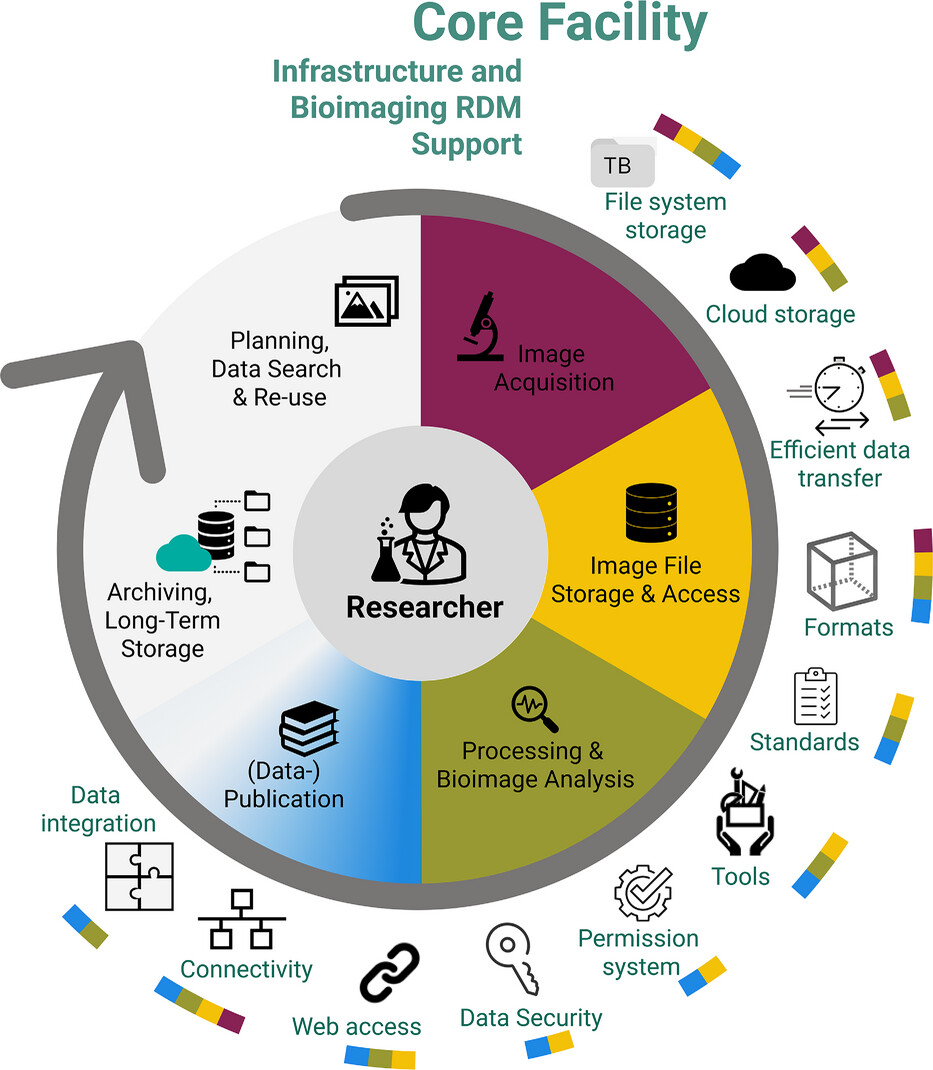 Core Facility
Infrastructure and
Bioimaging RDM
Support
TB
File system
storage
Cloud storage
Efficient data
transfer
Formats
Standards
Tools
Permission
system
Data Security
Web access
Connectivity
Data
integration
Planning,
Data Search
& Re-use
Image
Acquisition
Image File
Storage & Access
Processing &
Bioimage Analysis
(Data-)
Publication
Archiving,
Long-Term
Storage
Researcher